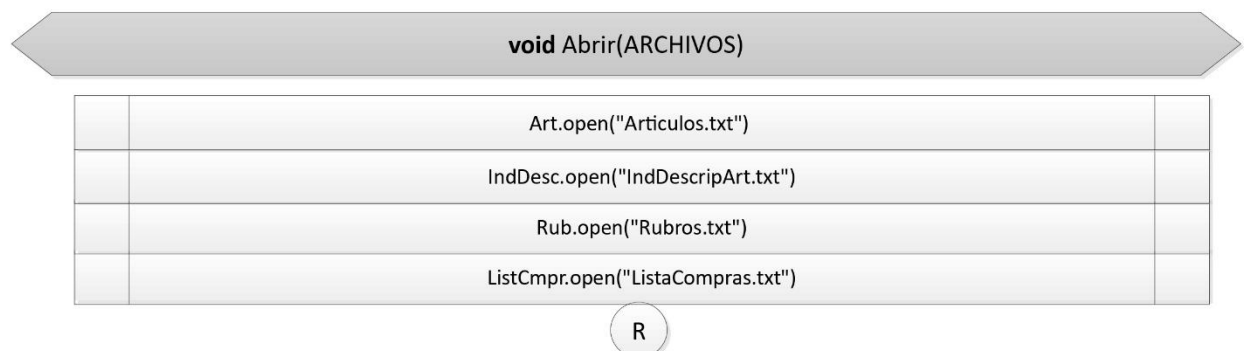 void Abrir(ARCHIVOS)
Art.open("Articulos.txt")
IndDesc.open("IndDescripArt.txt")
Rub.open("Rubros.txt")
ListCmpr.open("ListaCompras.txt")
R